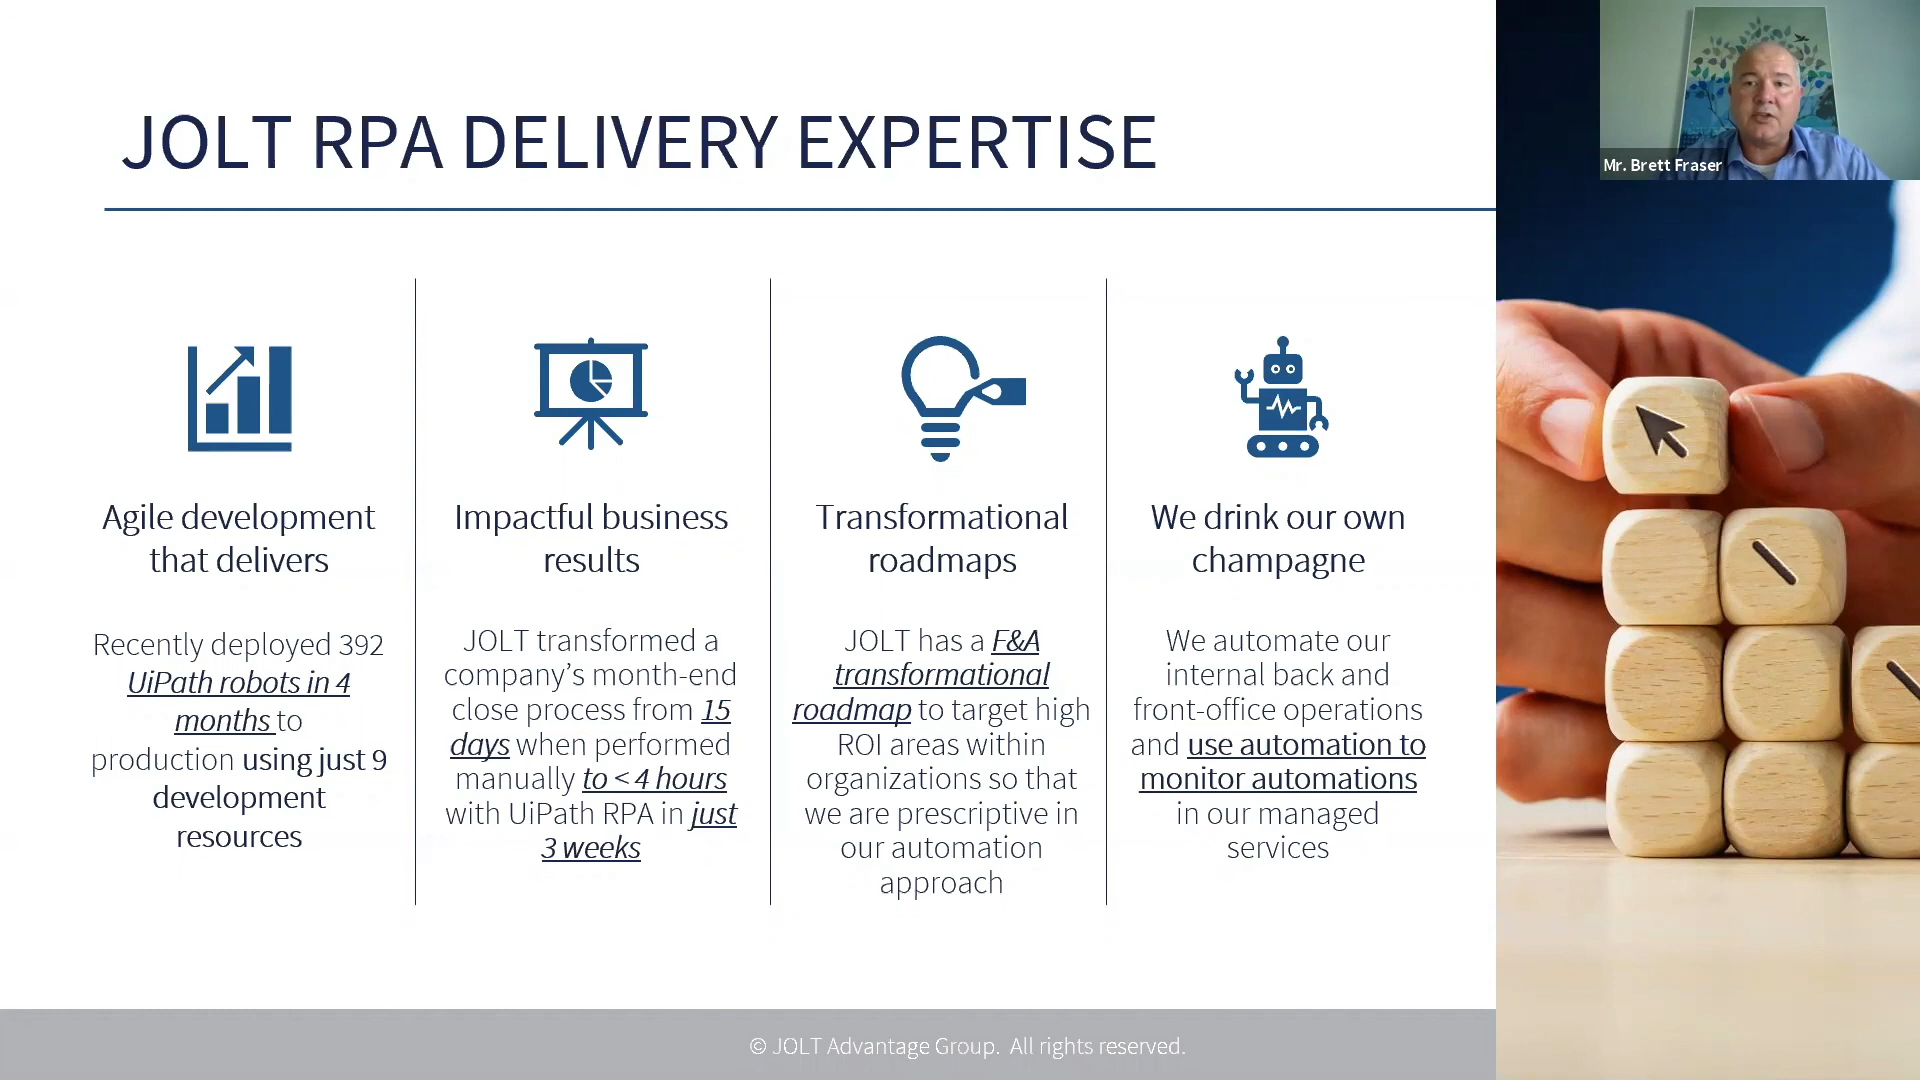 JOLT RPA DELIVERY EXPERTISE
Mr. Brett Fraser
Agile development
that delivers
Recently deployed 392
UiPath robots in 4
months to
production using just 9
development
resources
Impactful business
results
JOLT transformed a
company’s month-end
close process from 15
days when performed
manually to < 4 hours
with UiPath RPA in just
3 weeks
Transformational
roadmaps
JOLT has a F&A
transformational
roadmap to target high
ROI areas within
organizations so that
we are prescriptive in
our automation
approach
We drink our own
champagne
We automate our
internal back and
front-office operations
and use automation to
monitor automations
in our managed
services
© JOLT Advantage Group.  All rights reserved.